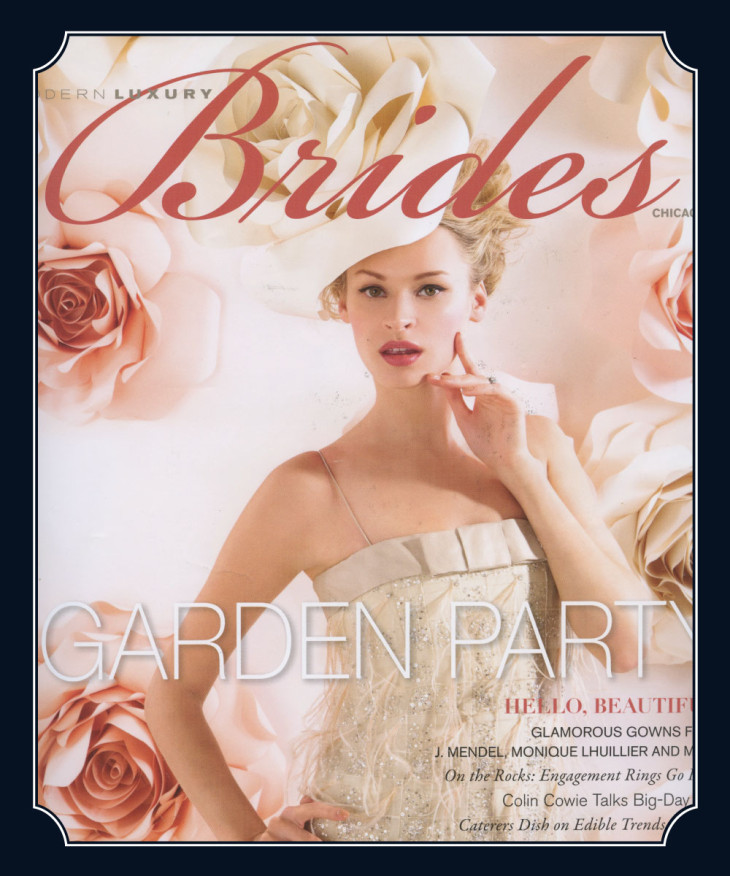 DERN LUXURY
Brides
CHICAG
GARDEN PARTY
HELLO, BEAUTIFU
GLAMOROUS GOWNS F
J. MENDEL, MONIQUE LHUILLIER AND M
On the Rocks: Engagement Rings Go
Colin Cowie Talks Big-Day
Caterers Dish on Edible Trends